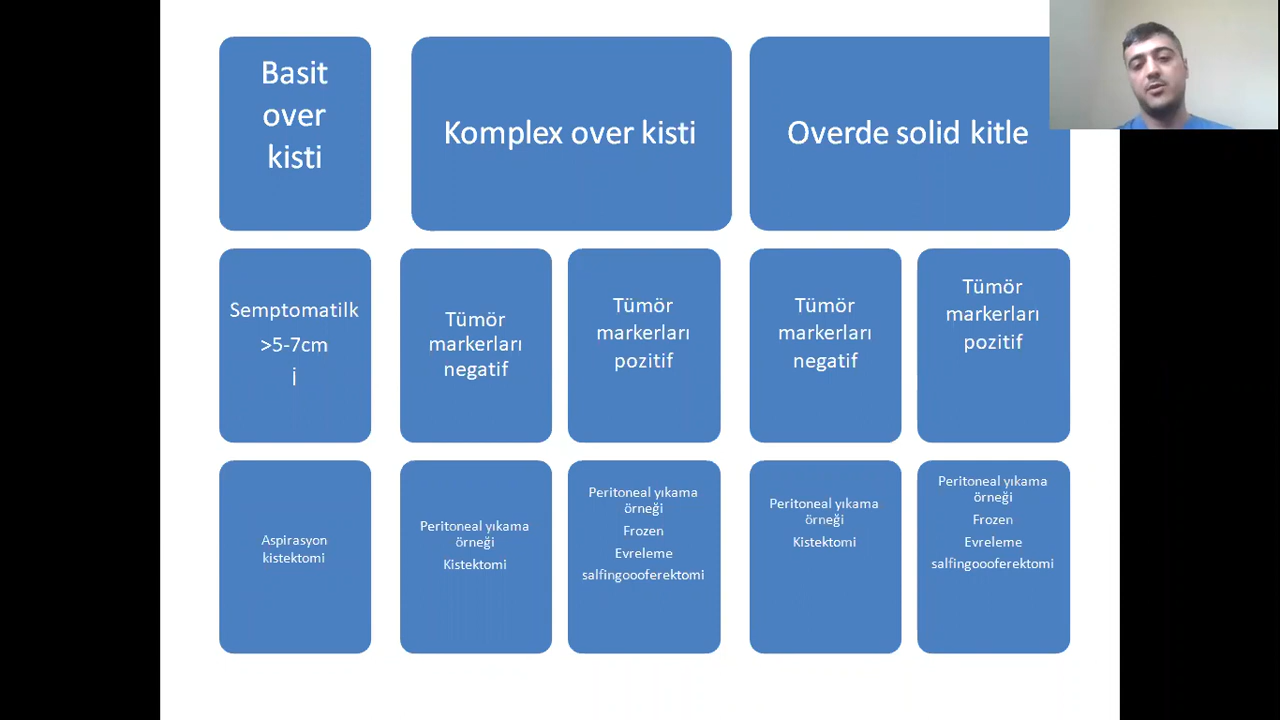 Basit
over
kisti
Komplex over kisti
Overde solid kitle
Semptomatilk
>5-7cm
İ
Tümör
markerları
negatif
Tümör
markerları
pozitif
Tümör
markerları
negatif
Tümör
markerları
pozitif
Aspirasyon
kistektomi
Peritoneal yıkama
örneği
Kistektomi
Peritoneal yıkama
örneği
Frozen
Evreleme
salfingoooferektomi
Peritoneal yıkama
örneği
Kistektomi
Peritoneal yıkama
örneği
Frozen
Evreleme
salfingoooferektomi